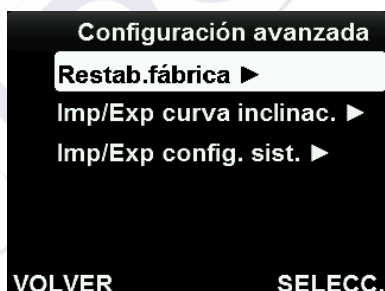 Configuración avanzada
Restab.fábrica ►
Imp/Exp curva inclinac. ►
Imp/Exp config. sist. ►
VOLVER SELECC.